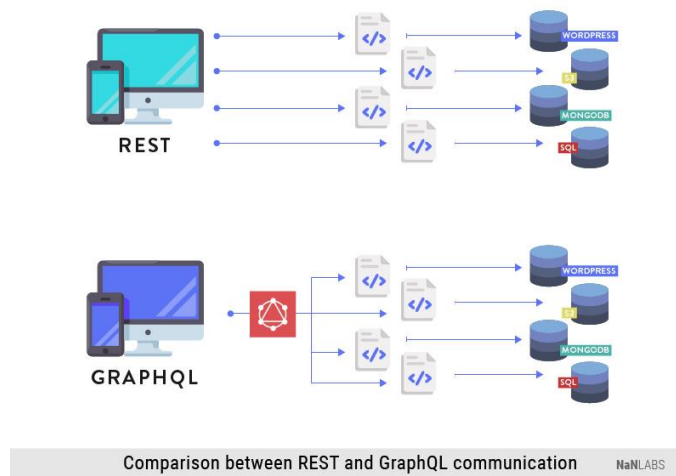 </>
WORDPRESS
</>
S3
</>
MONGODB
REST
</>
SQL
</>
WORDPRESS
</>
S3
</>
MONGODB
GRAPHQL
</>
SQL
Comparison between REST and GraphQL communication
NaNLABS